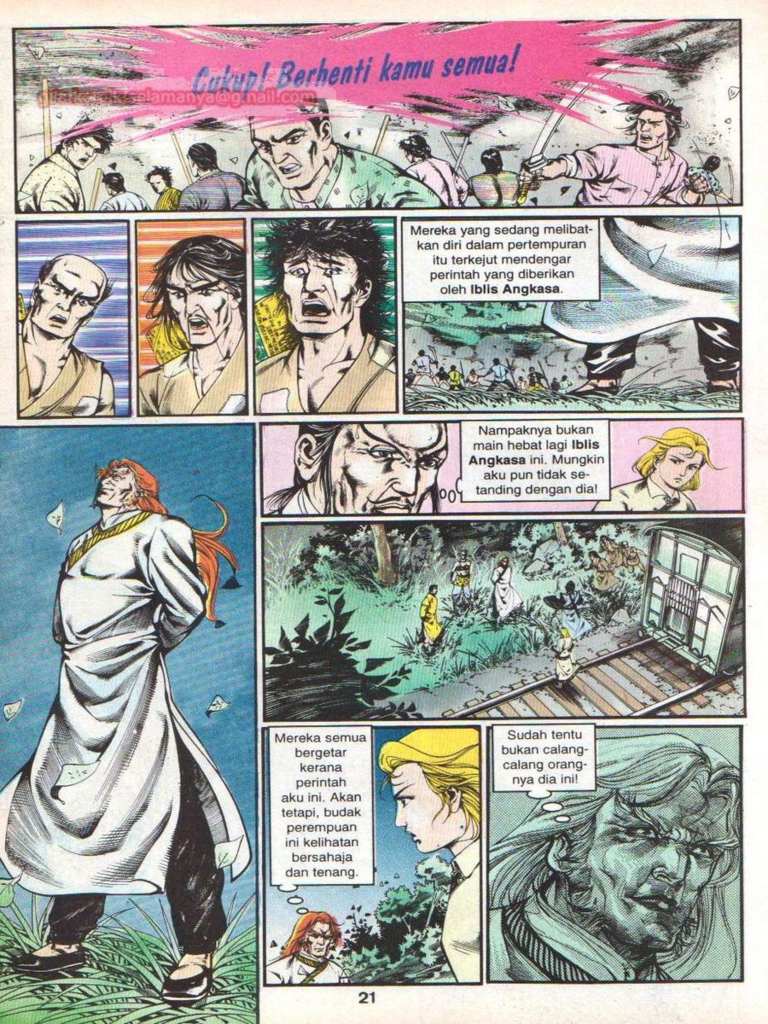 Cukup! Berhenti kamu semua!
selamanya@gmail.com
Mereka yang sedang melibat-
kan diri dalam pertempuran
itu terkejut mendengar
perintah yang diberikan
oleh Iblis Angkasa.
Nampaknya bukan
main hebat lagi Iblis
Angkasa ini. Mungkin
aku pun tidak se-
tanding dengan dia!
Mereka semua
bergetar
kerana
perintah
aku ini. Akan
tetapi, budak
perempuan
ini kelihatan
bersahaja
dan tenang.
Sudah tentu
bukan calang-
calang orang-
nya dia ini!
21